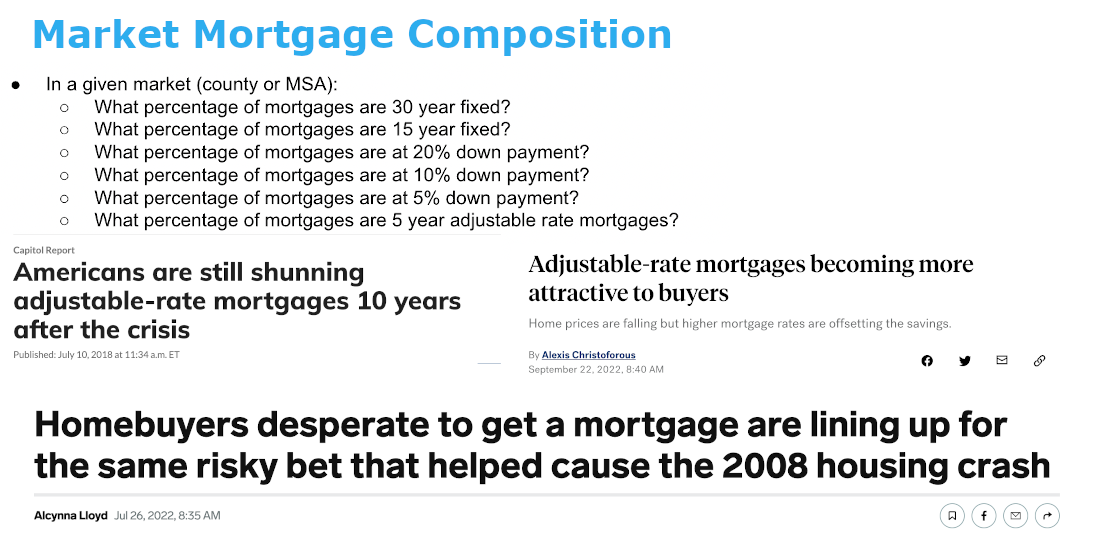 Market Mortgage Composition
● In a given market (county or MSA):
○ What percentage of mortgages are 30 year fixed?
○ What percentage of mortgages are 15 year fixed?
○ What percentage of mortgages are at 20% down payment?
○ What percentage of mortgages are at 10% down payment?
○ What percentage of mortgages are at 5% down payment?
○ What percentage of mortgages are 5 year adjustable rate mortgages?
Capitol Report
Americans are still shunning
adjustable-rate mortgages 10 years
after the crisis
Published: July 10, 2018 at 11:34 a.m. ET
Adjustable-rate mortgages becoming more
attractive to buyers
Home prices are falling but higher mortgage rates are offsetting the savings.
By Alexis Christoforous
September 22, 2022, 8:40 AM
Homebuyers desperate to get a mortgage are lining up for
the same risky bet that helped cause the 2008 housing crash
Alcynna Lloyd Jul 26, 2022, 8:35 AM